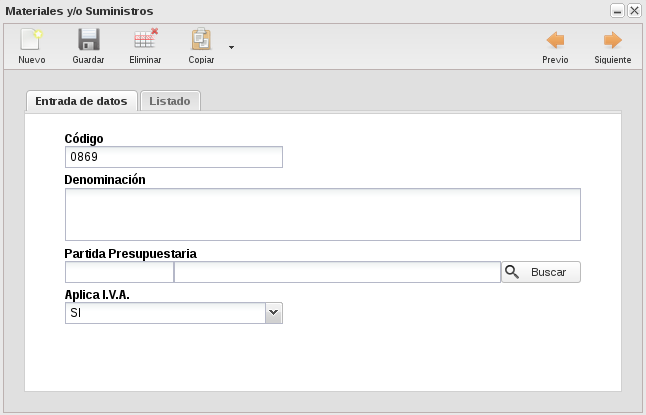 Materiales y/o Suministros
Nuevo Guardar Eliminar Copiar Previo Siguiente
Entrada de datos Listado
Código
0869
Denominación
Partida Presupuestaria
Buscar
Aplica I.V.A.
SI